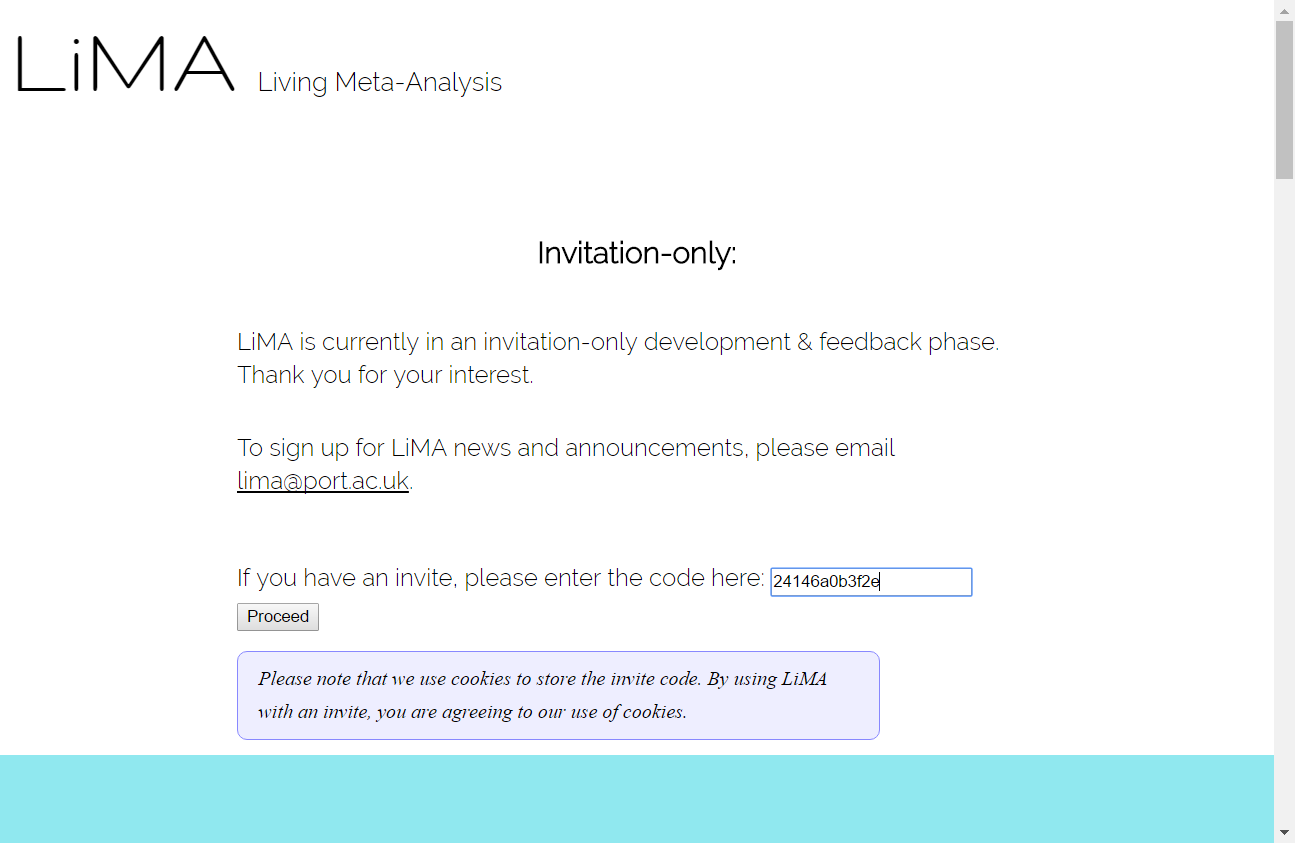 LiMA Living Meta-Analysis
Invitation-only:
LiMA is currently in an invitation-only development & feedback phase.
Thank you for your interest.
To sign up for LiMA news and announcements, please email
lima@port.ac.uk.
If you have an invite, please enter the code here: 24146a0b3f2e
Proceed
Please note that we use cookies to store the invite code. By using LiMA
with an invite, you are agreeing to our use of cookies.